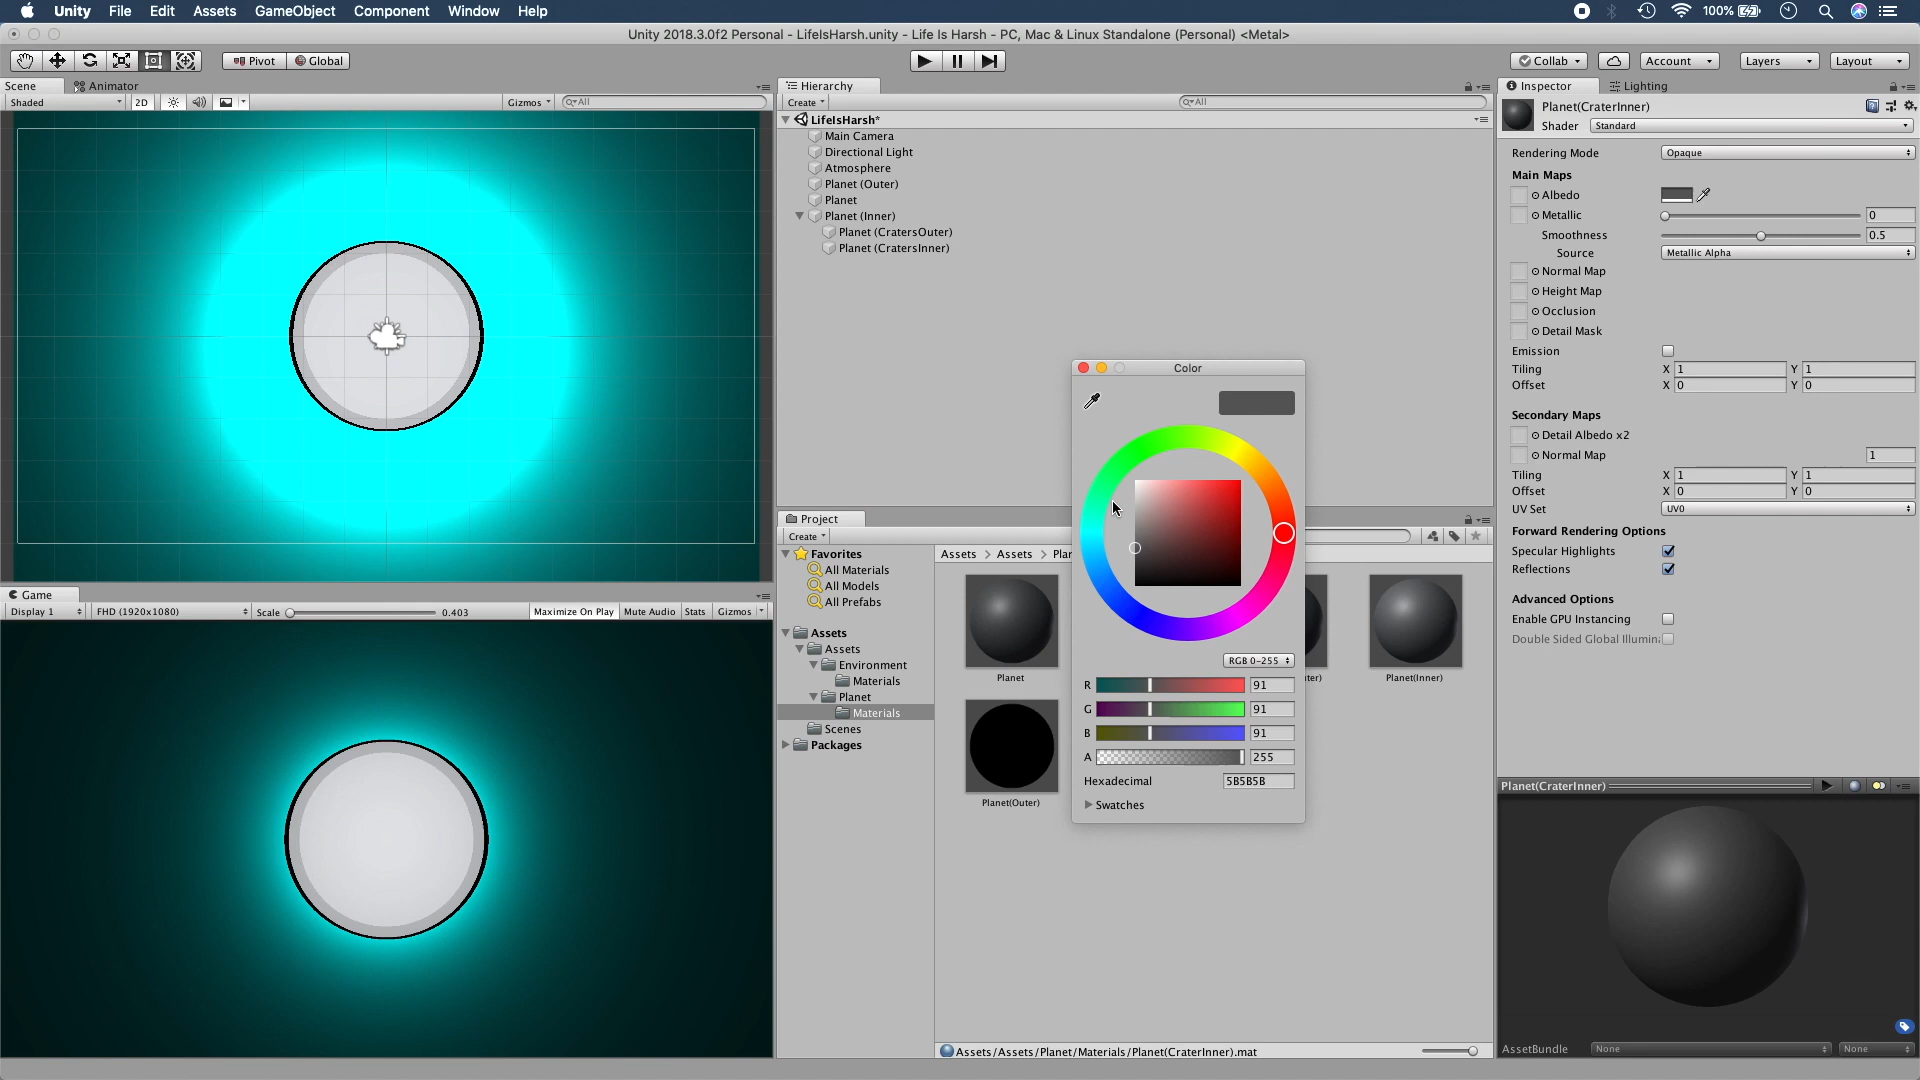 Unity File Edit Assets GameObject Component Window Help 100%
Unity 2018.3.0f2 Personal - LifeIsHarsh.unity - Life Is Harsh - PC, Mac & Linux Standalone (Personal) <Metal>
Pivot Global Collab Account Layers Layout
Scene Animator
Shaded 2D Gizmos All
Hierarchy
Create All
LifeIsHarsh*
Main Camera
Directional Light
Atmosphere
Planet (Outer)
Planet
Planet (Inner)
Planet (CratersOuter)
Planet (CratersInner)
Inspector Lighting
Planet(CraterInner)
Shader Standard
Rendering Mode Opaque
Main Maps
Albedo
Metallic 0
Smoothness 0.5
Source Metallic Alpha
Normal Map
Height Map
Occlusion
Detail Mask
Emission
Tiling X 1 Y 1
Offset X 0 Y 0
Secondary Maps
Detail Albedo x2
Normal Map 1
Tiling X 1 Y 1
Offset X 0 Y 0
UV Set UV0
Forward Rendering Options
Specular Highlights
Reflections
Advanced Options
Enable GPU Instancing
Double Sided Global Illumin
Color
RGB 0-255
R 91
G 91
B 91
A 255
Hexadecimal 5B5B5B
Swatches
Project
Create
Favorites
All Materials
All Models
All Prefabs
Assets
Assets
Environment
Materials
Planet
Materials
Scenes
Packages
Assets > Assets > Plan
Planet
ter)
Planet(Inner)
Planet(Outer)
Assets/Assets/Planet/Materials/Planet(CraterInner).mat
Game
Display 1 FHD (1920x1080) Scale 0.403 Maximize On Play Mute Audio Stats Gizmos
Planet(CraterInner)
AssetBundle None None